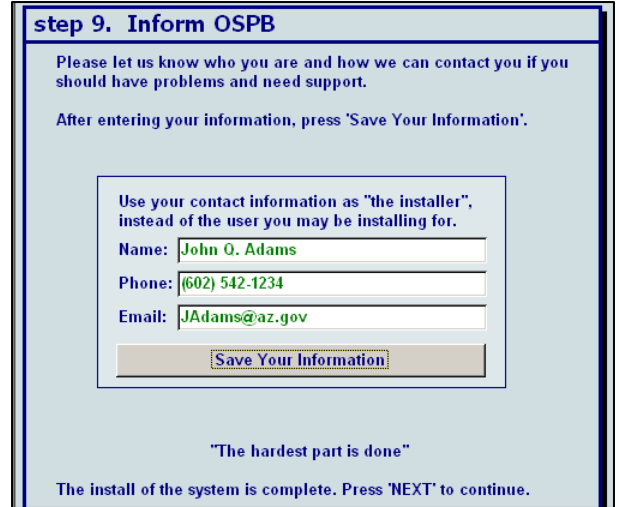 step 9. Inform OSPB
Please let us know who you are and how we can contact you if you
should have problems and need support.
After entering your information, press 'Save Your Information'.
Use your contact information as "the installer",
instead of the user you may be installing for.
Name: John Q. Adams
Phone: (602) 542-1234
Email: JAdams@az.gov
Save Your Information
"The hardest part is done"
The install of the system is complete. Press 'NEXT' to continue.